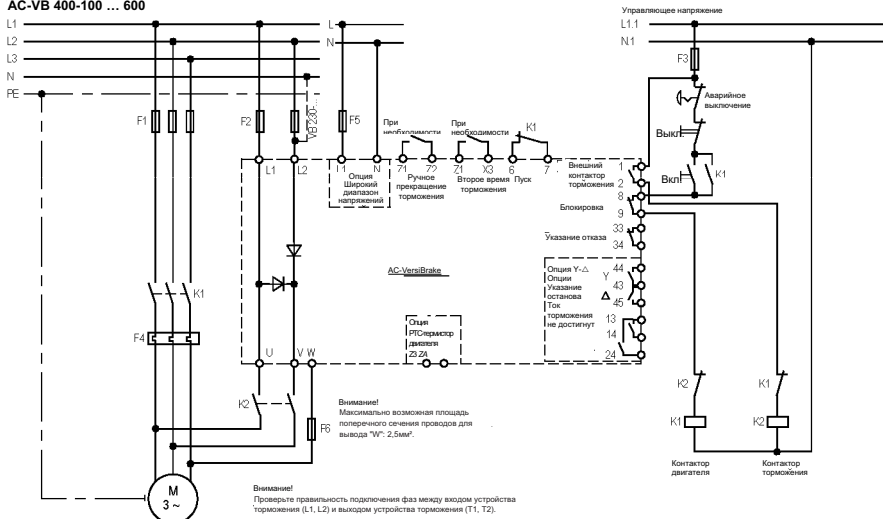 AC-VB 400-100 ... 600
Управляющее напряжение
L1
L2
L3
N
PE
L
N
L1.1
N.1
F1
F2
VB 230-...
F5
F3
При
необходимости
При
необходимости
K1
Аварийное
выключение
Выкл.
Вкл
K1
L1
L2
L1
N
Z1
Z2
Z1
X3
6
7
Опция
Широкий
диапазон
напряжений
Ручное
прекращение
торможения
Второе время
торможения
Пуск
Внешний
контактор
торможения
1
2
8
Блокировка
9
33
Указание отказа
34
AC-VersiBrake
Опция Y-△
Опции
Указание
останова
Ток
торможения
не достигнут
44
Y
43
△
45
13
14
24
K1
F4
Опция
PTC-термистор
двигателя
Z3 ZA
U
V
W
K2
F6
Внимание!
Максимально возможная площадь
поперечного сечения проводов для
вывода "W": 2,5мм².
K2
K1
K1
K2
Контактор
двигателя
Контактор
торможения
M
3 ~
Внимание!
Проверьте правильность подключения фаз между входом устройства
торможения (L1, L2) и выходом устройства торможения (T1, T2).